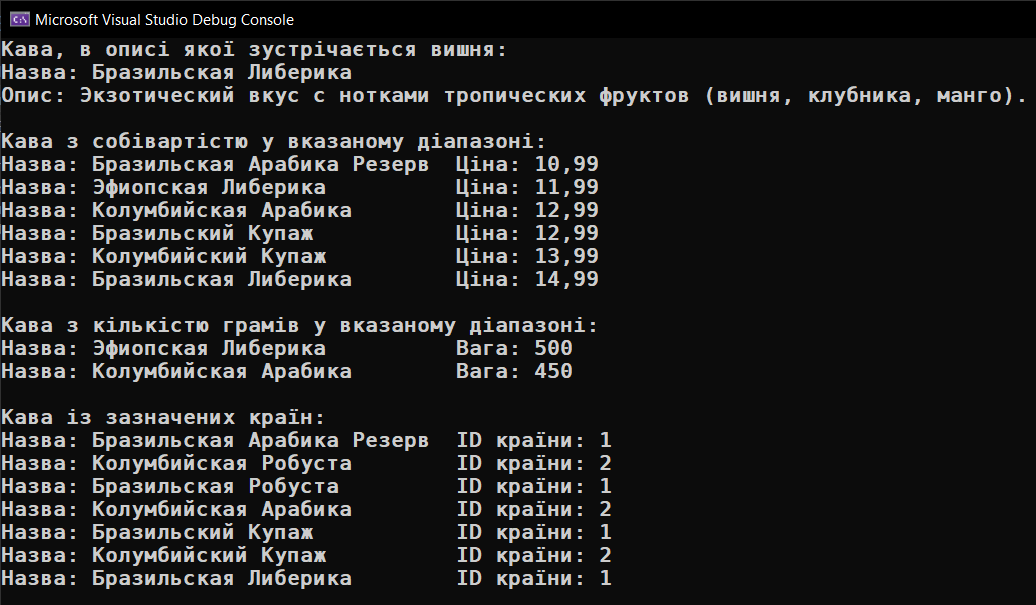 Microsoft Visual Studio Debug Console
Кава, в описі якої зустрічається вишня:
Назва: Бразильская Либерика
Опис: Экзотический вкус с нотками тропических фруктов (вишня, клубника, манго).
Кава з собівартістю у вказаному діапазоні:
Назва: Бразильская Арабика Резерв  Ціна: 10,99
Назва: Эфиопская Либерика          Ціна: 11,99
Назва: Колумбийская Арабика        Ціна: 12,99
Назва: Бразильский Купаж           Ціна: 12,99
Назва: Колумбийский Купаж          Ціна: 13,99
Назва: Бразильская Либерика        Ціна: 14,99
Кава з кількістю грамів у вказаному діапазоні:
Назва: Эфиопская Либерика          Вага: 500
Назва: Колумбийская Арабика        Вага: 450
Кава із зазначених країн:
Назва: Бразильская Арабика Резерв  ID країни: 1
Назва: Колумбийская Робуста        ID країни: 2
Назва: Бразильская Робуста         ID країни: 1
Назва: Колумбийская Арабика        ID країни: 2
Назва: Бразильский Купаж           ID країни: 1
Назва: Колумбийский Купаж          ID країни: 2
Назва: Бразильская Либерика        ID країни: 1